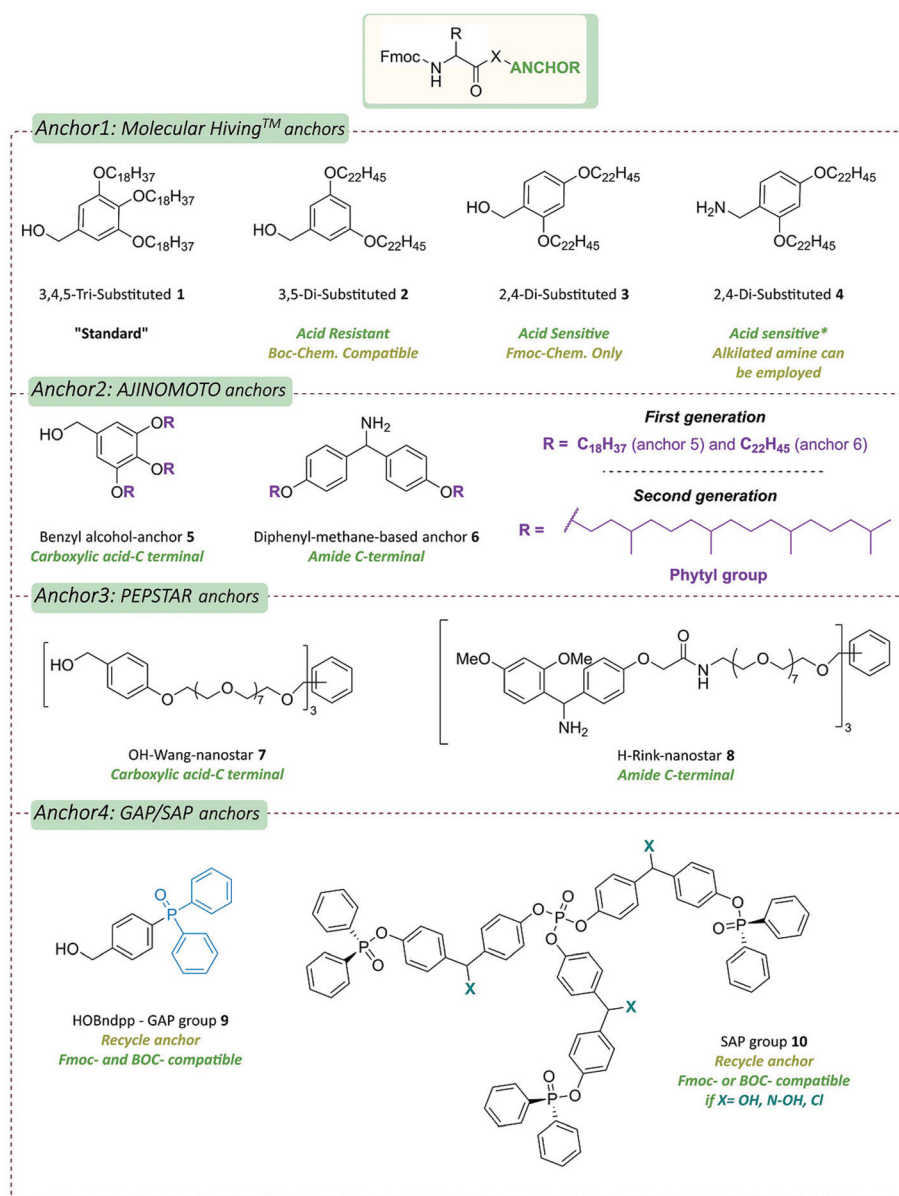 R
Fmoc
N
H
X
ANCHOR
O
Anchor1: Molecular Hiving™ anchors
OC₁₈H₃₇
OC₁₈H₃₇
HO
OC₁₈H₃₇
OC₂₂H₄₅
HO
OC₂₂H₄₅
OC₂₂H₄₅
HO
OC₂₂H₄₅
OC₂₂H₄₅
H₂N
OC₂₂H₄₅
3,4,5-Tri-Substituted 1
3,5-Di-Substituted 2
2,4-Di-Substituted 3
2,4-Di-Substituted 4
"Standard"
Acid Resistant
Boc-Chem. Compatible
Acid Sensitive
Fmoc-Chem. Only
Acid sensitive*
Alkilated amine can
be employed
Anchor2: AJINOMOTO anchors
HO
OR
OR
OR
NH₂
RO
OR
Benzyl alcohol-anchor 5
Carboxylic acid-C terminal
Diphenyl-methane-based anchor 6
Amide C-terminal
First generation
R = C₁₈H₃₇ (anchor 5) and C₂₂H₄₅ (anchor 6)
Second generation
R =
Phytyl group
Anchor3: PEPSTAR anchors
HO
O
O
7
O
3
MeO
OMe
NH₂
O
O
N
H
O
7
O
3
OH-Wang-nanostar 7
Carboxylic acid-C terminal
H-Rink-nanostar 8
Amide C-terminal
Anchor4: GAP/SAP anchors
O
P
HO
HOBndpp - GAP group 9
Recycle anchor
Fmoc- and BOC- compatible
X
O
O
P
O
O
O
P
O
O
P
O
X
X
O
P
O
SAP group 10
Recycle anchor
Fmoc- or BOC- compatible
if X= OH, N-OH, Cl